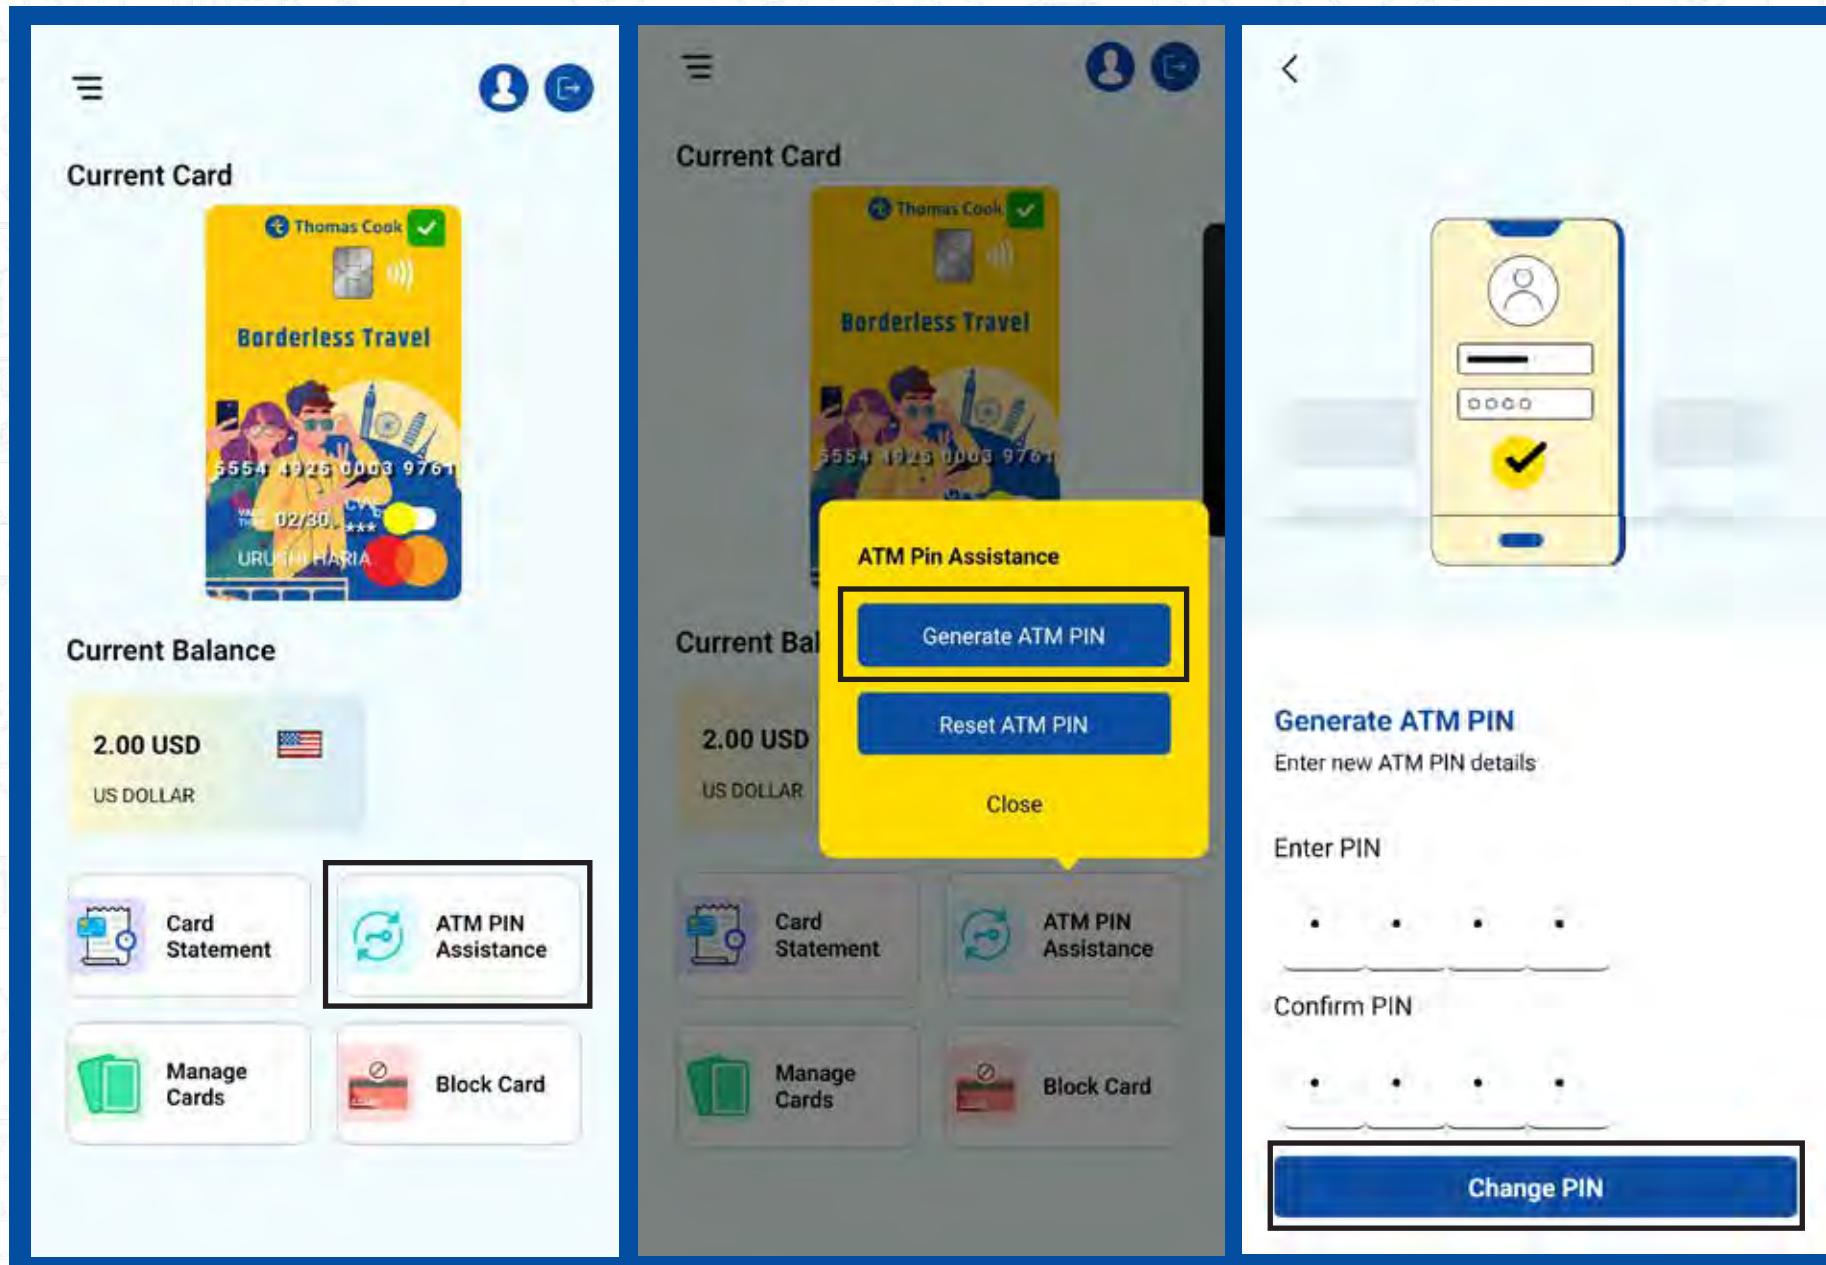 Current Card
Thomas Cook
Borderless Travel
5554 4925 0003 9761
02/30
***
URUSHI HARIA
Current Balance
2.00 USD
US DOLLAR
Card
Statement
ATM PIN
Assistance
Manage
Cards
Block Card
Current Card
Thomas Cook
Borderless Travel
5554 4925 0003 9761
ATM Pin Assistance
Generate ATM PIN
Reset ATM PIN
Close
Current Bal
2.00 USD
US DOLLAR
Card
Statement
ATM PIN
Assistance
Manage
Cards
Block Card
Generate ATM PIN
Enter new ATM PIN details
Enter PIN
Confirm PIN
Change PIN